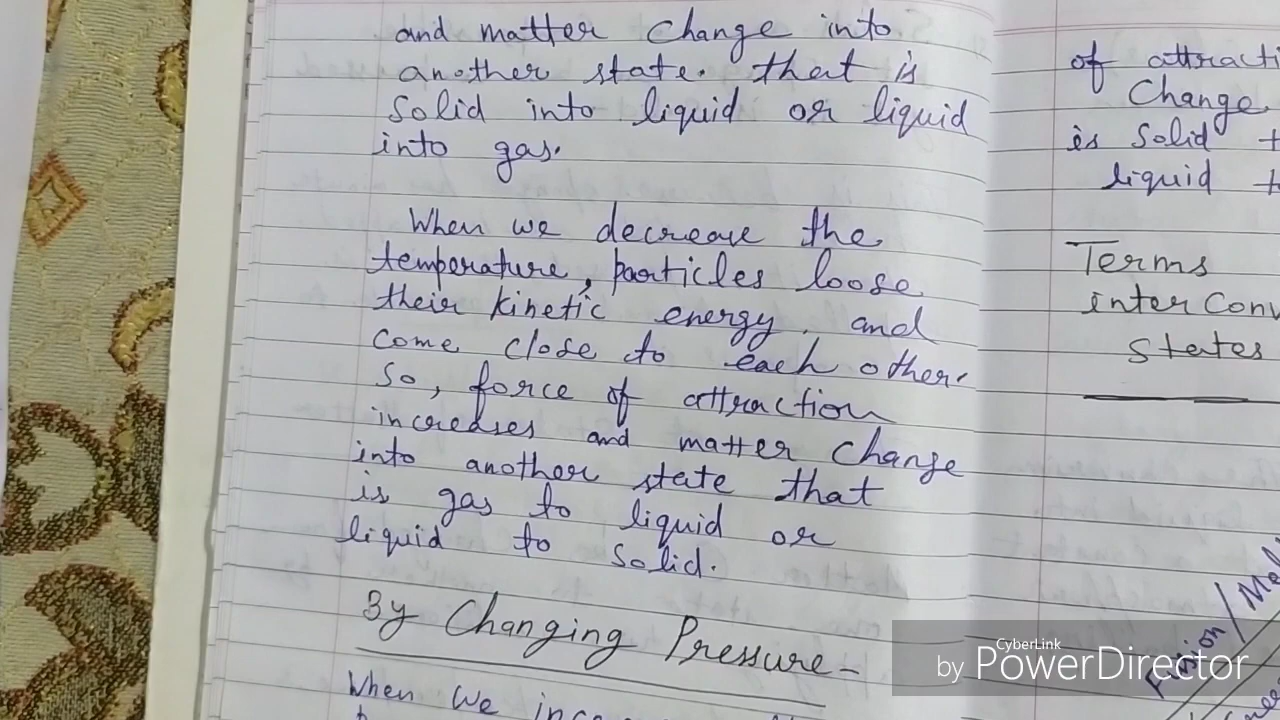 and matter change into
another state. that is
solid into liquid or liquid
into gas.
When we decrease the
temperature, particles loose
their kinetic energy, and
come close to each other.
So, force of attraction
increases and matter change
into another state that
is gas to liquid or
liquid to solid.
By Changing Pressure-
When we
of attracti
Change
is solid
liquid
Terms
inter Conv
states
Fusion/
CyberLink
by PowerDirector